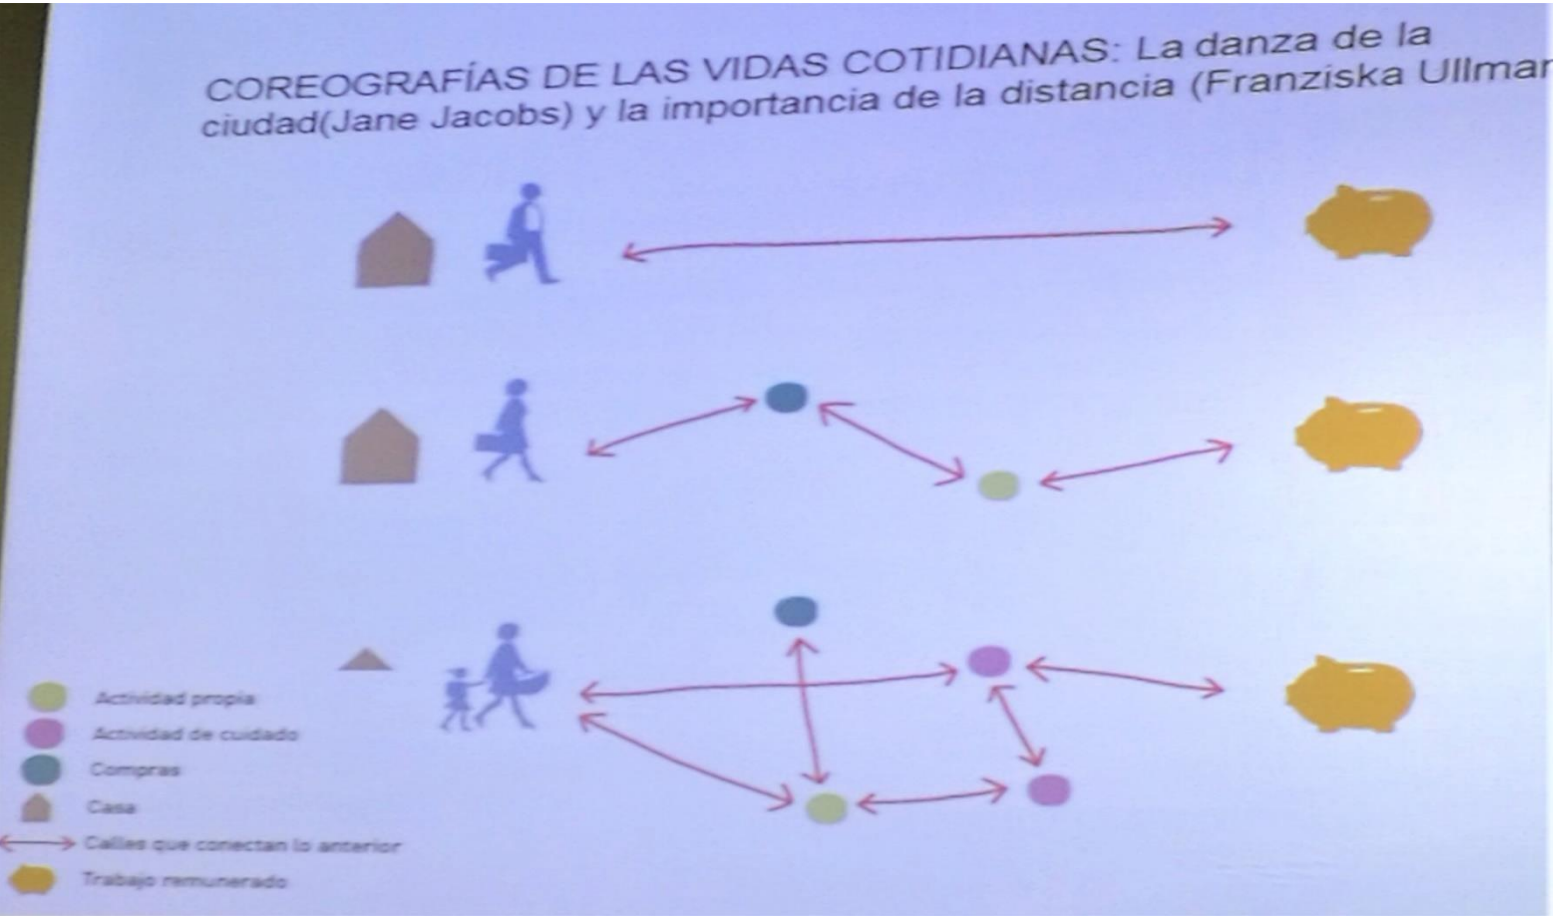 COREOGRAFÍAS DE LAS VIDAS COTIDIANAS: La danza de la
ciudad(Jane Jacobs) y la importancia de la distancia (Franziska Ullmar
Actividad propia
Actividad de cuidado
Compras
Casa
Calles que conectan lo anterior
Trabajo remunerado